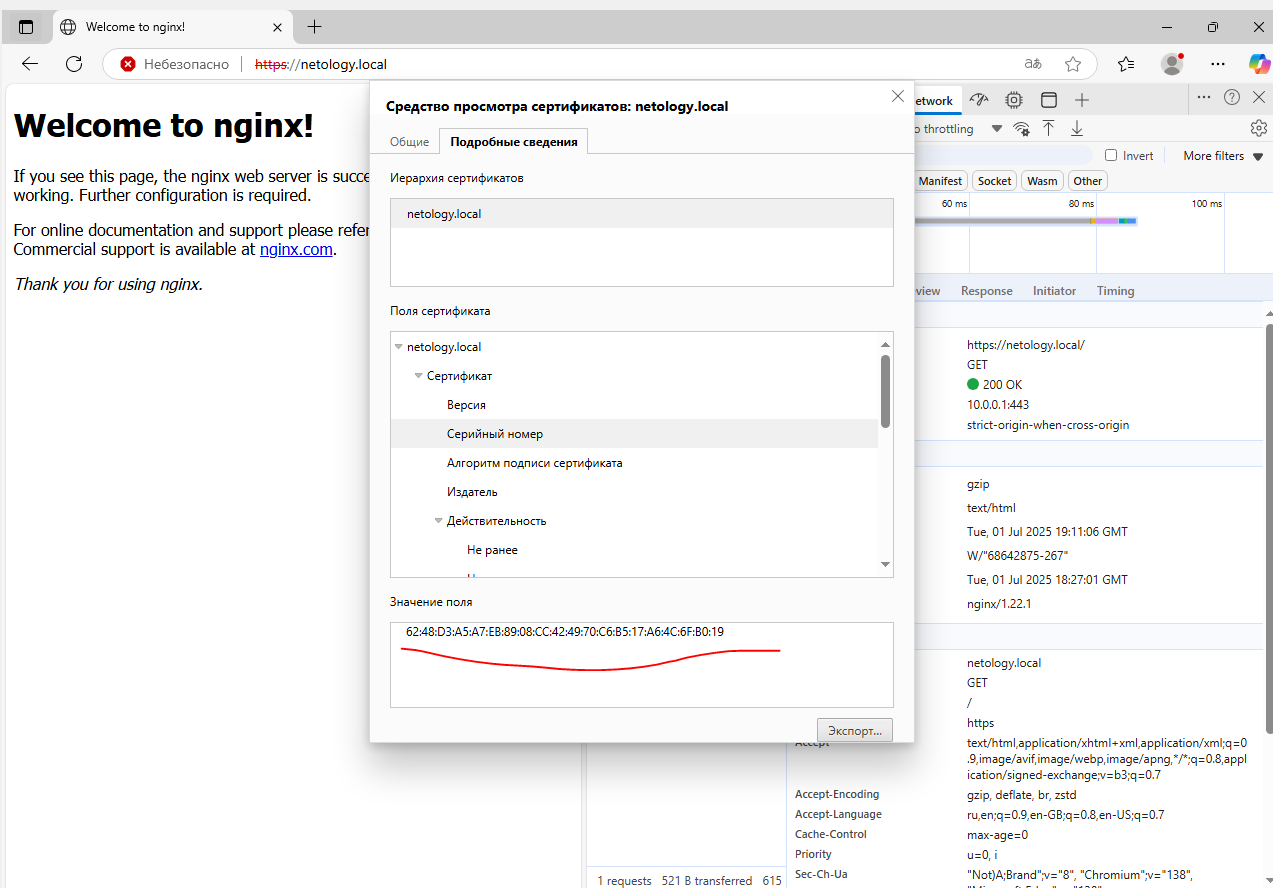 Welcome to nginx!
Небезопасно
https://netology.local
аあ
Welcome to nginx!
If you see this page, the nginx web server is
working. Further configuration is required.
For online documentation and support please
Commercial support is available at nginx.com.
Thank you for using nginx.
Средство просмотра сертификатов: netology.local
Общие
Подробные сведения
Иерархия сертификатов
netology.local
Поля сертификата
netology.local
Сертификат
Версия
Серийный номер
Алгоритм подписи сертификата
Издатель
Действительность
Не ранее
Значение поля
62:48:D3:A5:A7:EB:89:08:CC:42:49:70:C6:B5:17:A6:4C:6F:B0:19
Экспорт...
etwork
throttling
Invert
More filters
Manifest
Socket
Wasm
Other
60 ms
80 ms
100 ms
Response
Initiator
Timing
https://netology.local/
GET
200 OK
10.0.0.1:443
strict-origin-when-cross-origin
gzip
text/html
Tue, 01 Jul 2025 19:11:06 GMT
W/"68642875-267"
Tue, 01 Jul 2025 18:27:01 GMT
nginx/1.22.1
netology.local
GET
/
https
Accept text/html,application/xhtml+xml,application/xml;q=0
.9,image/avif,image/webp,image/apng,*/*;q=0.8,appl
ication/signed-exchange;v=b3;q=0.7
Accept-Encoding gzip, deflate, br, zstd
Accept-Language ru,en;q=0.9,en-GB;q=0.8,en-US;q=0.7
Cache-Control max-age=0
Priority u=0, i
Sec-Ch-Ua "Not)A;Brand";v="8", "Chromium";v="138",
1 requests 521 B transferred 615